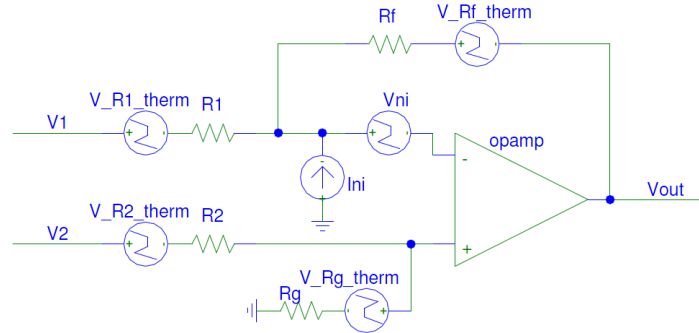 V_Rf_therm
Rf
V_R1_therm
R1
Vni
V1
+
-
opamp
Ini
Vout
V_R2_therm
R2
V2
+
V_Rg_therm
Rg